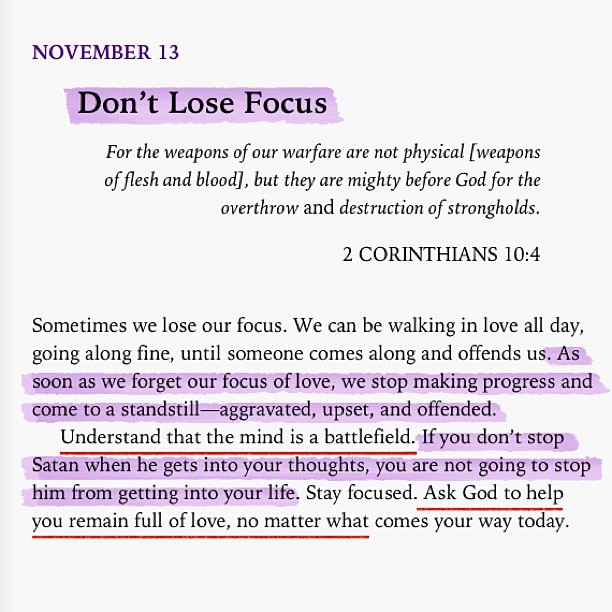 NOVEMBER 13
Don’t Lose Focus
For the weapons of our warfare are not physical [weapons
of flesh and blood], but they are mighty before God for the
overthrow and destruction of strongholds.
2 CORINTHIANS 10:4
Sometimes we lose our focus. We can be walking in love all day,
going along fine, until someone comes along and offends us. As
soon as we forget our focus of love, we stop making progress and
come to a standstill—aggravated, upset, and offended.
Understand that the mind is a battlefield. If you don’t stop
Satan when he gets into your thoughts, you are not going to stop
him from getting into your life. Stay focused. Ask God to help
you remain full of love, no matter what comes your way today.